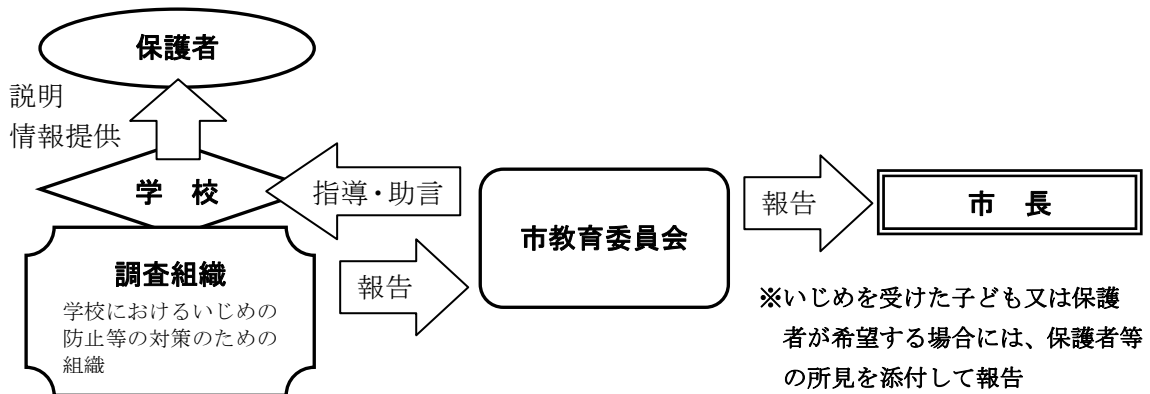 保護者
説明
情報提供
学 校
指導・助言
市教育委員会
報告
市 長
調査組織
学校におけるいじめの
防止等の対策のための
組織
報告
※いじめを受けた子ども又は保護
者が希望する場合には、保護者等
の所見を添付して報告